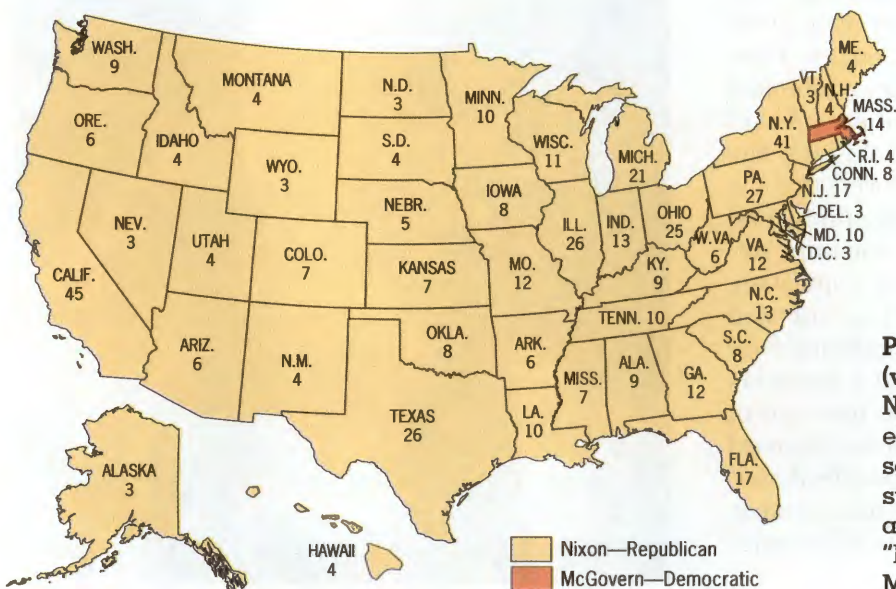 WASH.
9
ORE.
6
CALIF.
45
NEV.
3
IDAHO
4
MONTANA
4
WYO.
3
UTAH
4
ARIZ.
6
COLO.
7
N.M.
4
N.D.
3
S.D.
4
NEBR.
5
KANSAS
7
OKLA.
8
TEXAS
26
MINN.
10
IOWA
8
MO.
12
ARK.
6
LA.
10
WISC.
11
ILL.
26
MICH.
21
IND.
13
OHIO
25
KY.
9
TENN. 10
MISS.
7
ALA.
9
GA.
12
FLA.
17
S.C.
8
N.C.
13
VA.
12
W.VA.
6
PA.
27
N.Y.
41
VT.
3
N.H.
4
ME.
4
MASS.
14
R.I. 4
CONN. 8
N.J. 17
DEL. 3
MD. 10
D.C. 3
ALASKA
3
HAWAII
4
Nixon—Republican
McGovern—Democratic